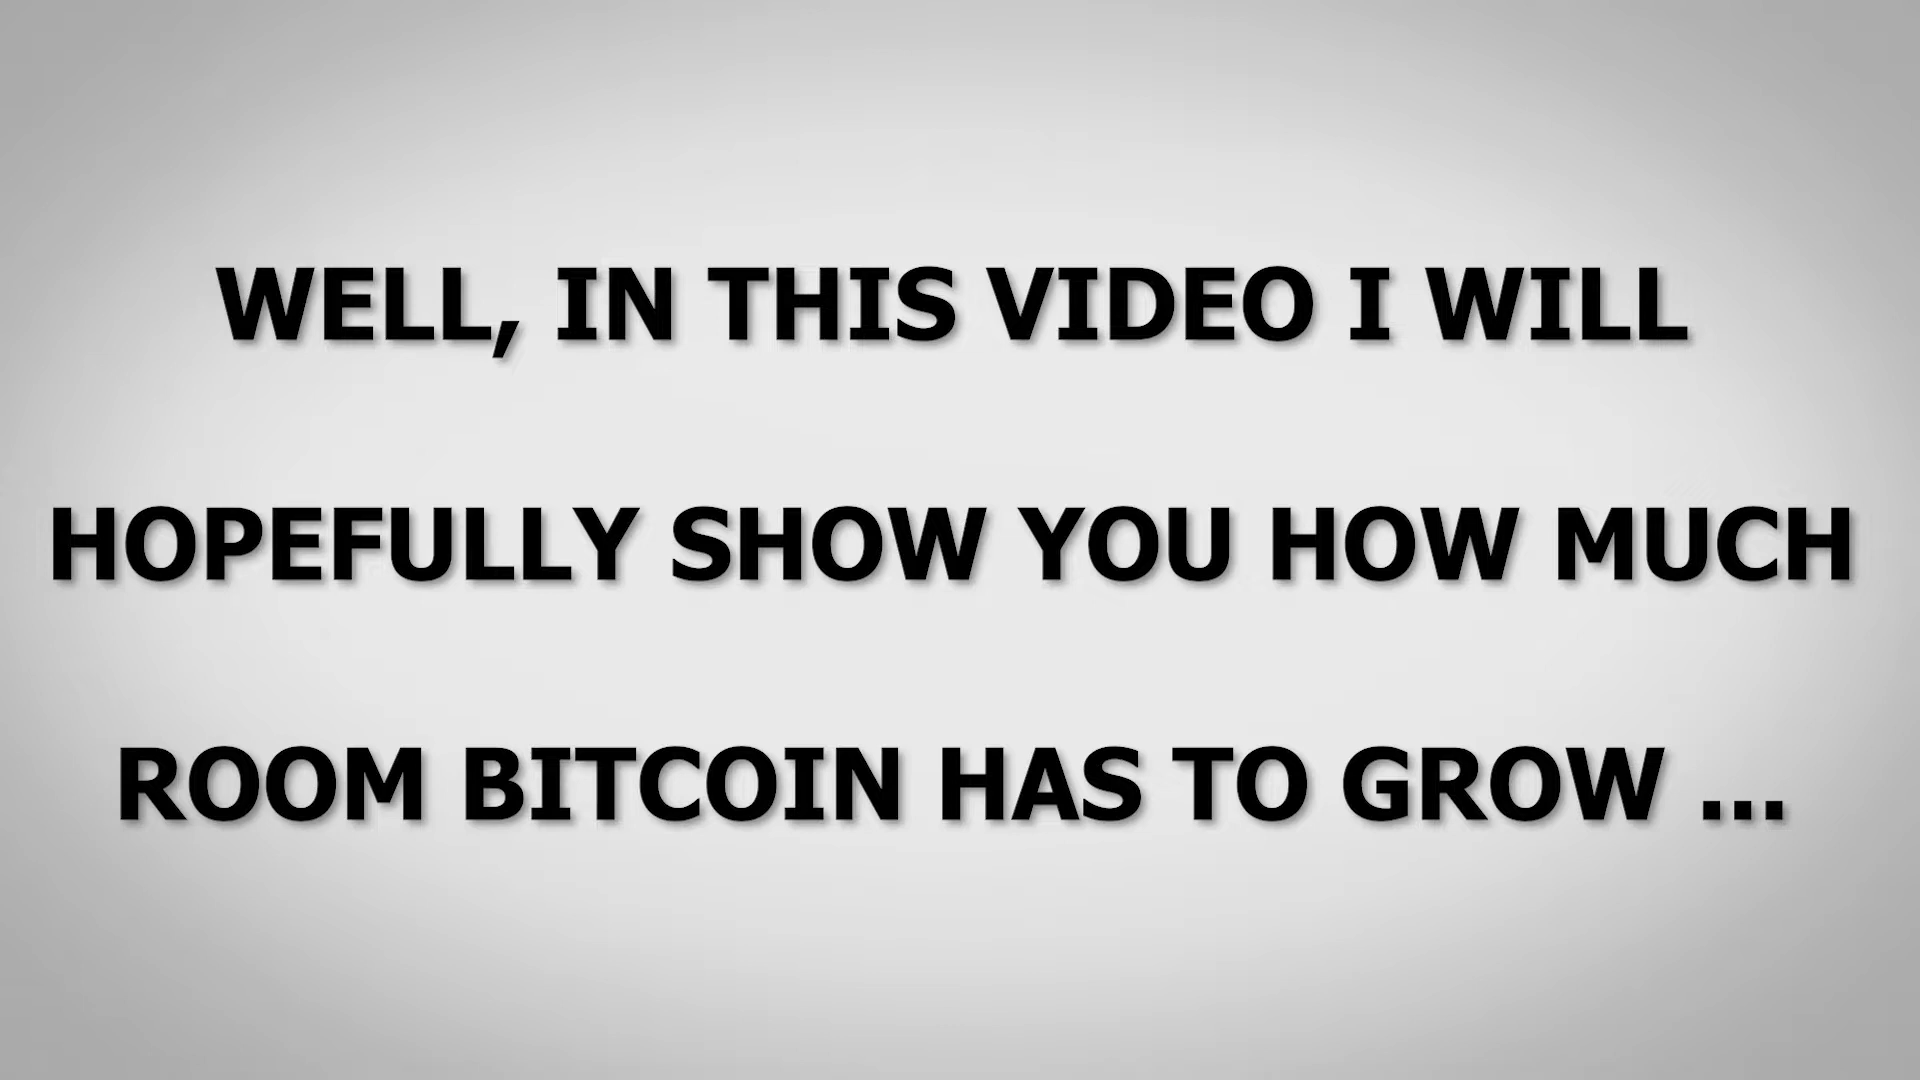 WELL, IN THIS VIDEO I WILL
HOPEFULLY SHOW YOU HOW MUCH
ROOM BITCOIN HAS TO GROW ...